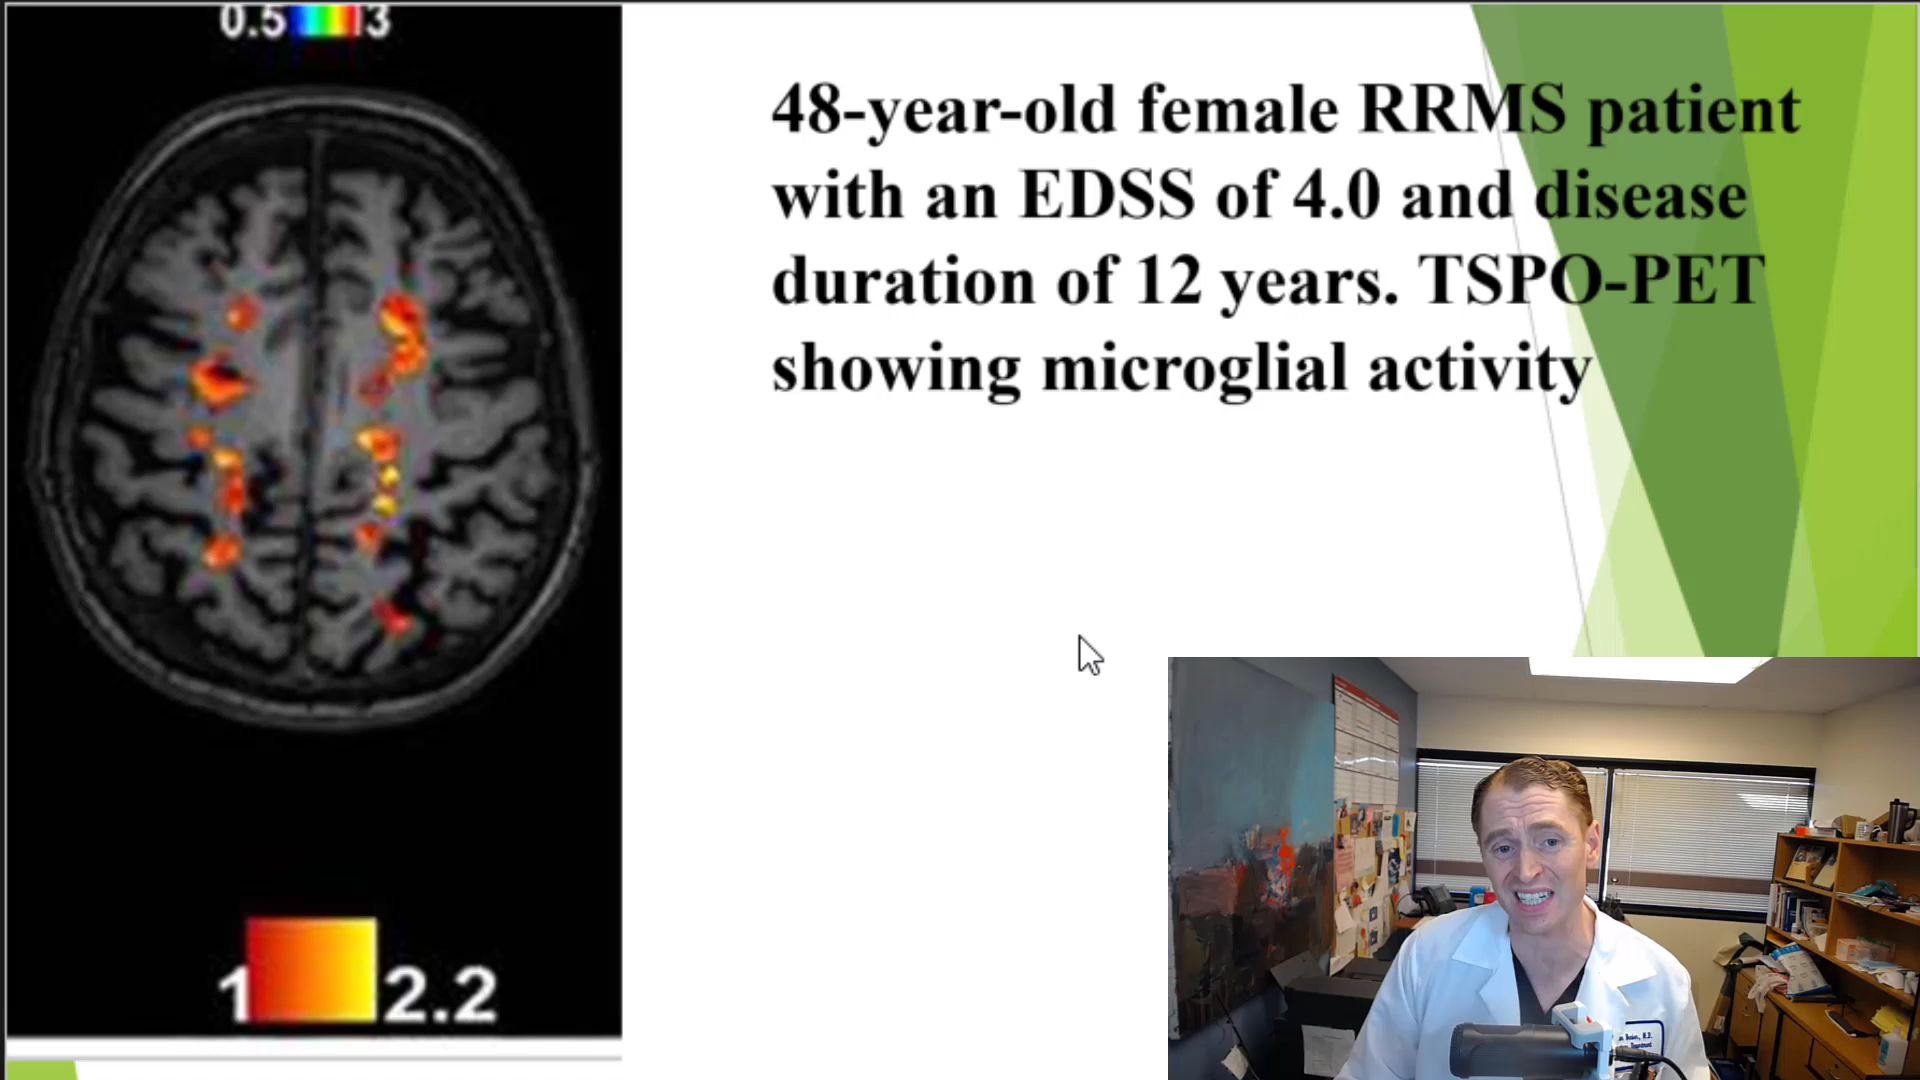 0.5 3
48-year-old female RRMS patient
with an EDSS of 4.0 and disease
duration of 12 years. TSPO-PET
showing microglial activity
1 2.2
M.D.